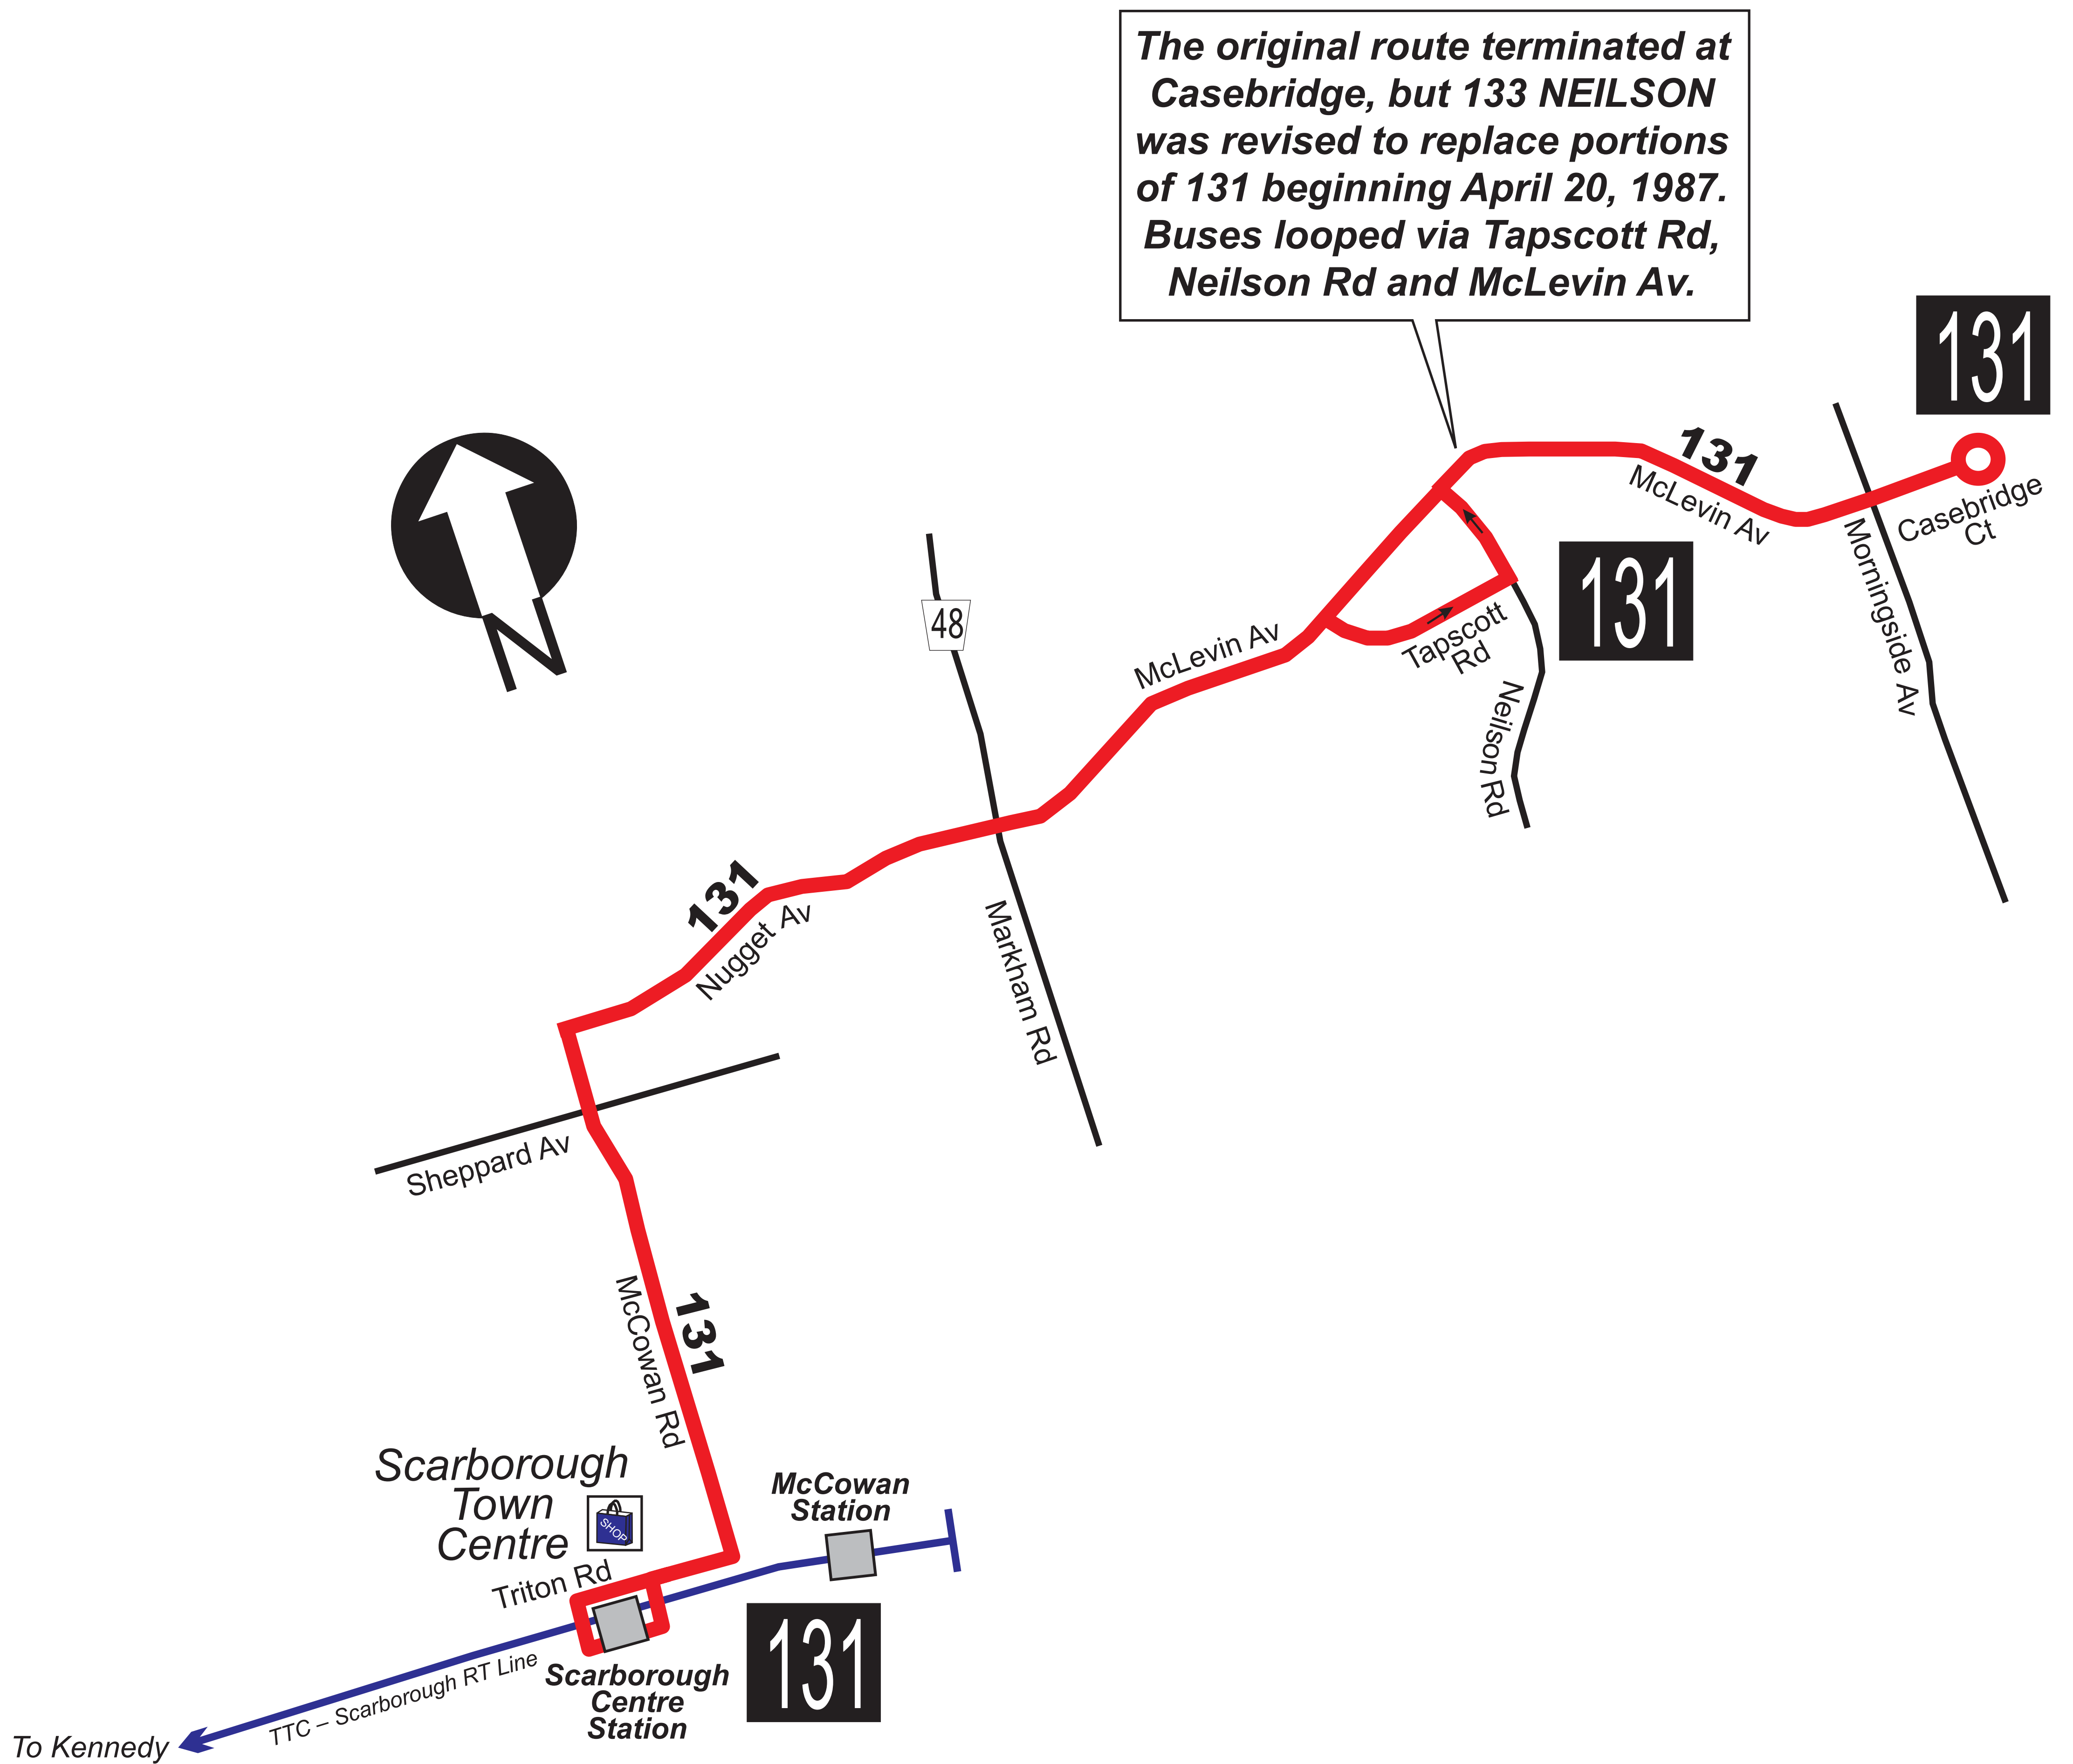 The original route terminated at
Casebridge, but 133 NEILSON
was revised to replace portions
of 131 beginning April 20, 1987.
Buses looped via Tapscott Rd,
Neilson Rd and McLevin Av.
131
131
McLevin Av
Casebridge
Ct
Morningside Av
131
48
McLevin Av
Tapscott
Rd
Neilson Rd
N
131
Nugget Av
Markham Rd
Sheppard Av
McCowan Rd
131
Scarborough
Town
Centre
SHOP
McCowan
Station
Triton Rd
131
Scarborough
Centre
Station
TTC – Scarborough RT Line
To Kennedy